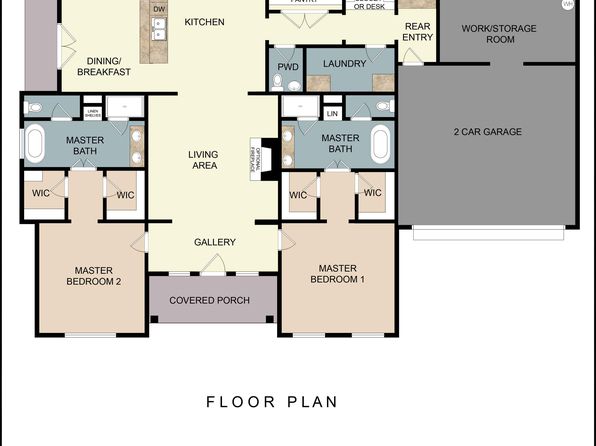 PANTRY
OR DESK
WH
DW
KITCHEN
REAR
ENTRY
WORK/STORAGE
ROOM
DINING/
BREAKFAST
PWD
LAUNDRY
LINEN
SHELVES
LIN
2 CAR GARAGE
MASTER
BATH
LIVING
AREA
OPTIONAL
FIREPLACE
MASTER
BATH
WIC
WIC
WIC
WIC
GALLERY
MASTER
BEDROOM 2
MASTER
BEDROOM 1
COVERED PORCH
FLOOR PLAN